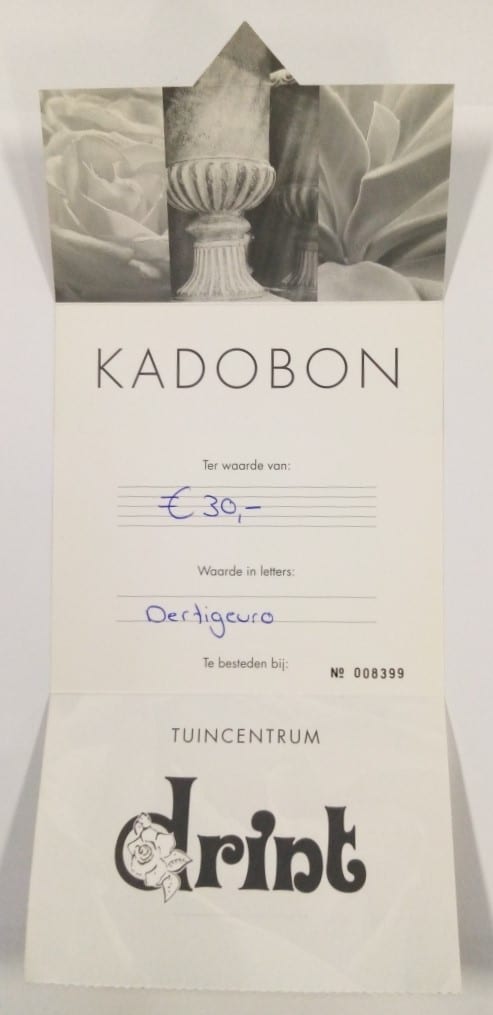 KADOBON
Ter waarde van:
€ 30,-
Waarde in letters:
Dertigeuro
Te besteden bij:
Nº 008399
TUINCENTRUM
drint